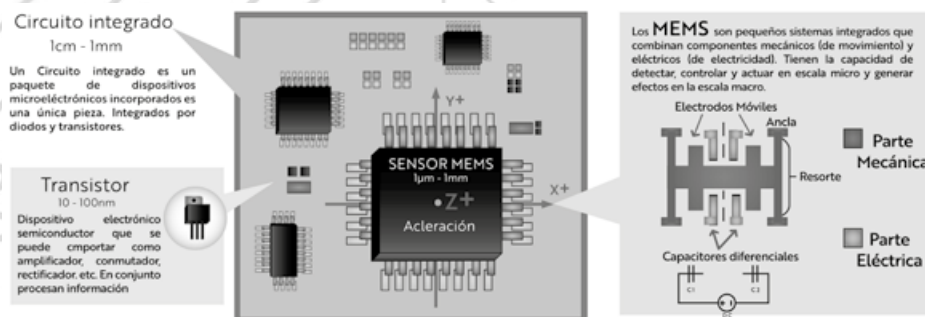 Circuito integrado
1cm - 1mm
Un Circuito integrado es un
paquete de dispositivos
microeléctrónicos incorporados es
una única pieza. Integrados por
diodos y transistores.
Transistor
10 - 100nm
Dispositivo electrónico
semiconductor que se
puede cmportar como
amplificador, conmutador,
rectificador. etc. En conjunto
procesan información
Y+
SENSOR MEMS
1µm - 1mm
Z+
X+
Acleración
Los MEMS son pequeños sistemas integrados que
combinan componentes mecánicos (de movimiento) y
eléctricos (de electricidad). Tienen la capacidad de
detectar, controlar y actuar en escala micro y generar
efectos en la escala macro.
Electrodos Móviles
Ancla
Resorte
Parte
Mecánica
Parte
Eléctrica
Capacitores diferenciales
C1
C2